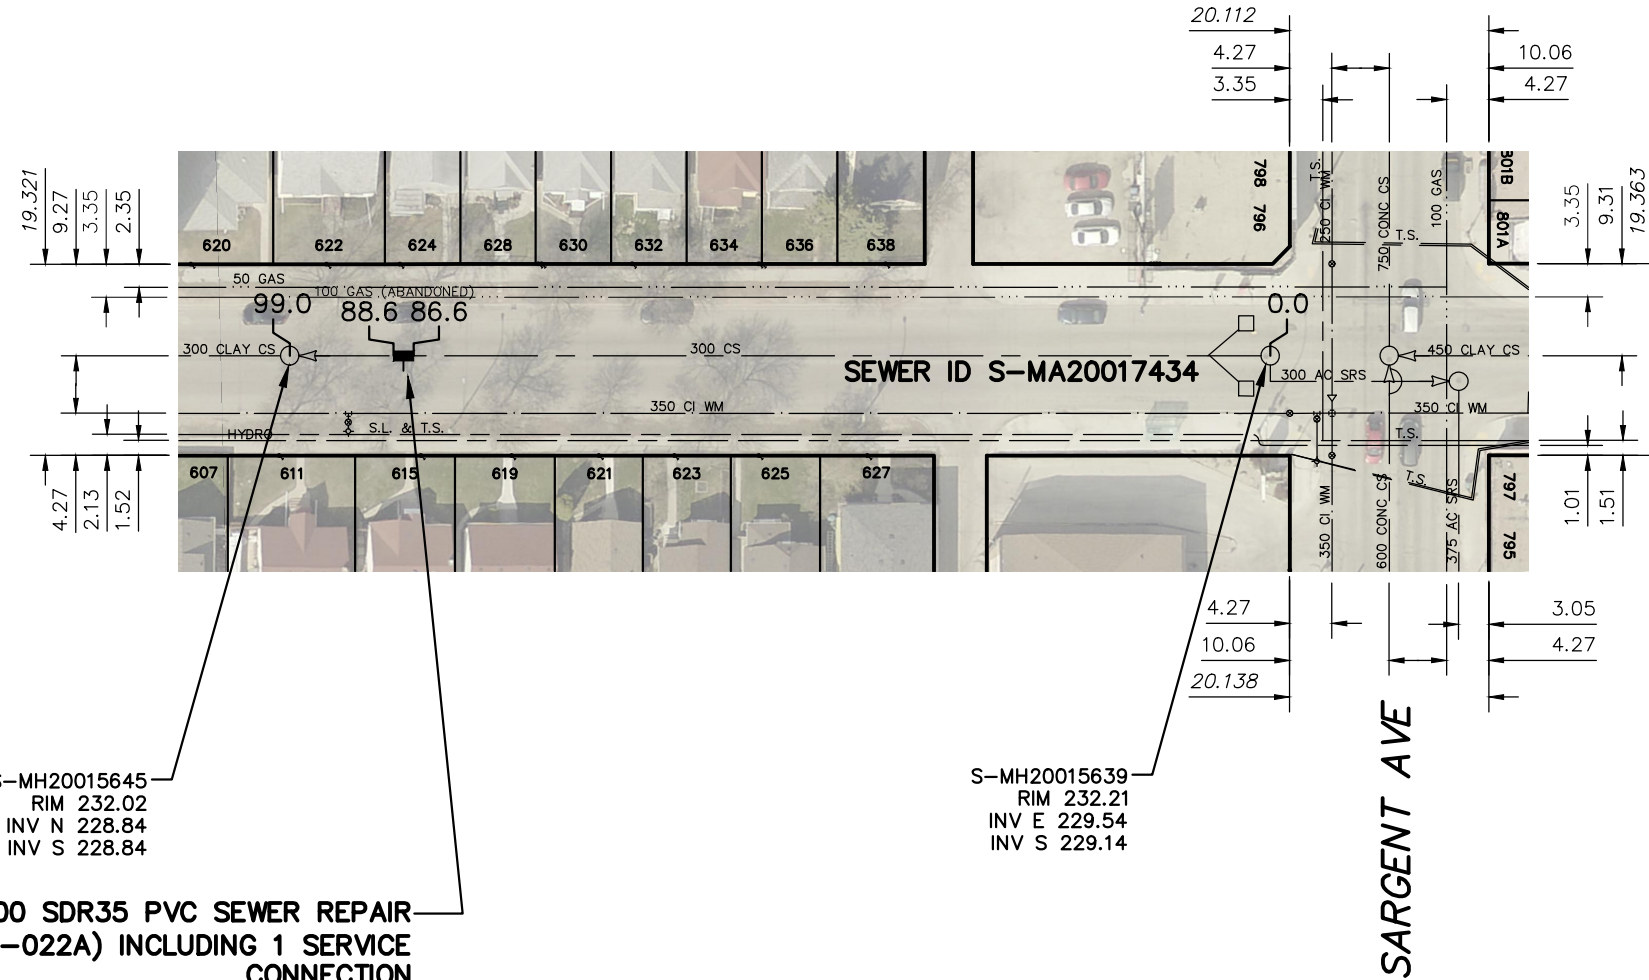 20.112
4.27
3.35
10.06
4.27
19.321
9.27
3.35
2.35
3.35
9.31
19.363
620
622
624
628
630
632
634
636
638
798
796
T.S.
250 CI WM
750 CONC CS
100 GAS
801B
801A
T.S.
50 GAS
100 GAS (ABANDONED)
99.0
88.6 86.6
0.0
300 CLAY CS
300 CS
450 CLAY CS
SEWER ID S-MA20017434
300 AC SRS
350 CI WM
350 CI WM
HYDRO
S.L. & T.S.
T.S.
T.S.
607
611
615
619
621
623
625
627
350 CI WM
600 CONC CS
375 AC SRS
797
795
4.27
2.13
1.52
1.01
1.51
4.27
10.06
20.138
3.05
4.27
S-MH20015645
RIM 232.02
INV N 228.84
INV S 228.84
S-MH20015639
RIM 232.21
INV E 229.54
INV S 229.14
00 SDR35 PVC SEWER REPAIR
-022A) INCLUDING 1 SERVICE
CONNECTION
SARGENT AVE